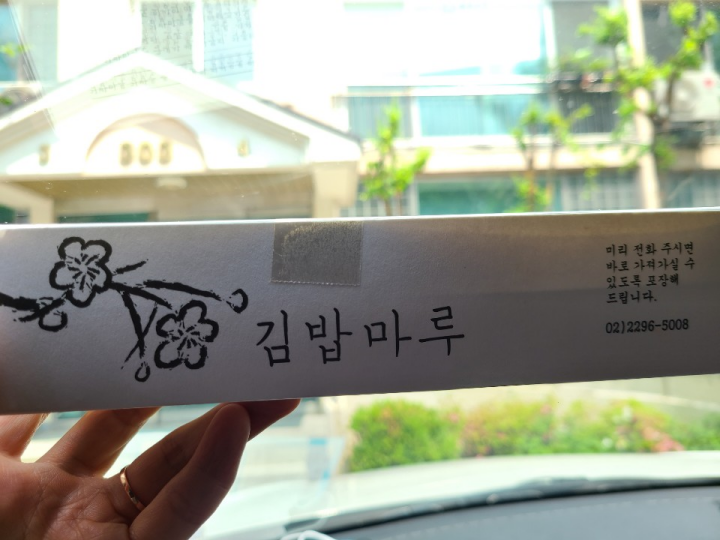 505
김밥마루
미리 전화 주시면
바로 가져가실 수
있도록 포장해
드립니다.
02)2296-5008